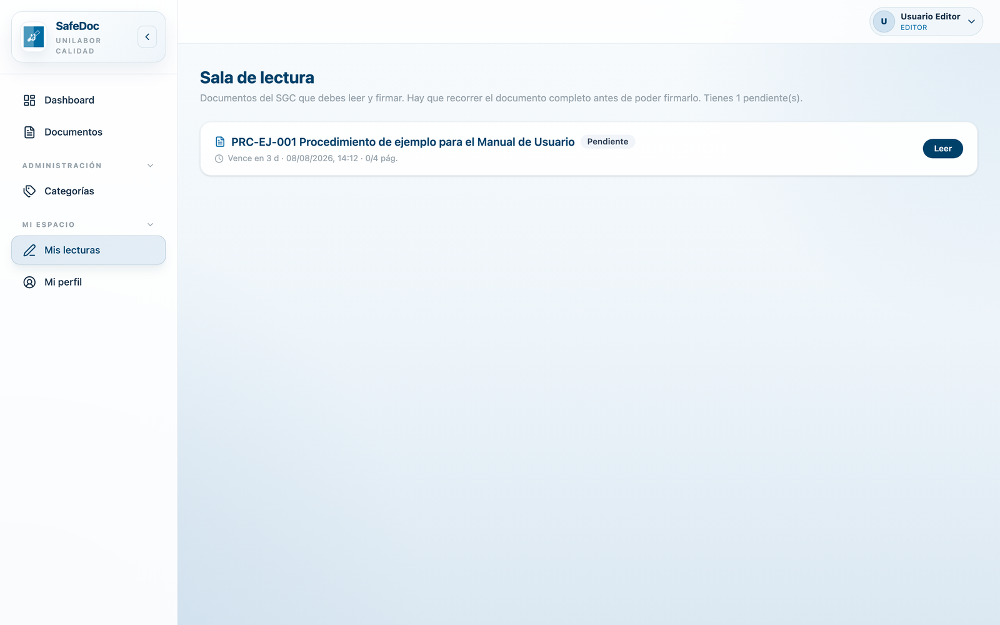 SafeDoc
UNILABOR
CALIDAD
U
Usuario Editor
EDITOR
Dashboard
Documentos
ADMINISTRACIÓN
Categorías
MI ESPACIO
Mis lecturas
Mi perfil
Sala de lectura
Documentos del SGC que debes leer y firmar. Hay que recorrer el documento completo antes de poder firmarlo. Tienes 1 pendiente(s).
PRC-EJ-001 Procedimiento de ejemplo para el Manual de Usuario Pendiente
Vence en 3 d · 08/08/2026, 14:12 · 0/4 pág.
Leer